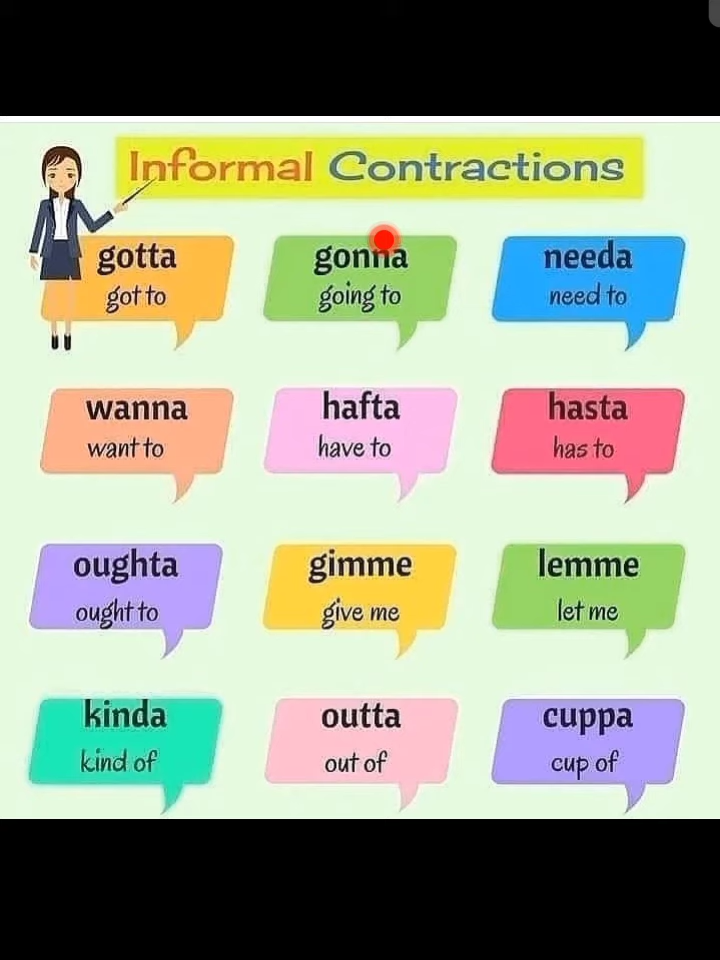 Informal Contractions
gotta
got to
gonna
going to
needa
need to
wanna
want to
hafta
have to
hasta
has to
oughta
ought to
gimme
give me
lemme
let me
kinda
kind of
outta
out of
cuppa
cup of